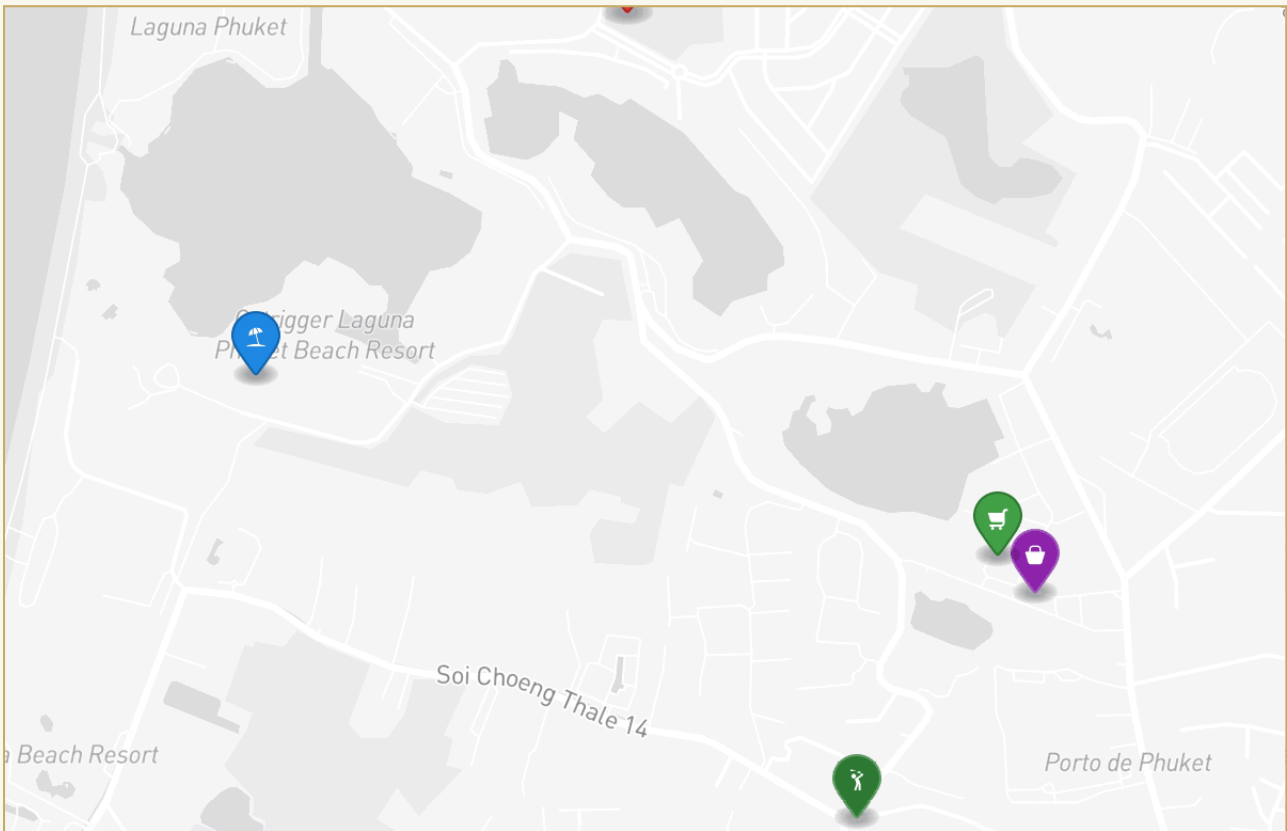 Laguna Phuket
Outrigger Laguna
Phuket Beach Resort
Soi Choeng Thale 14
a Beach Resort
Porto de Phuket